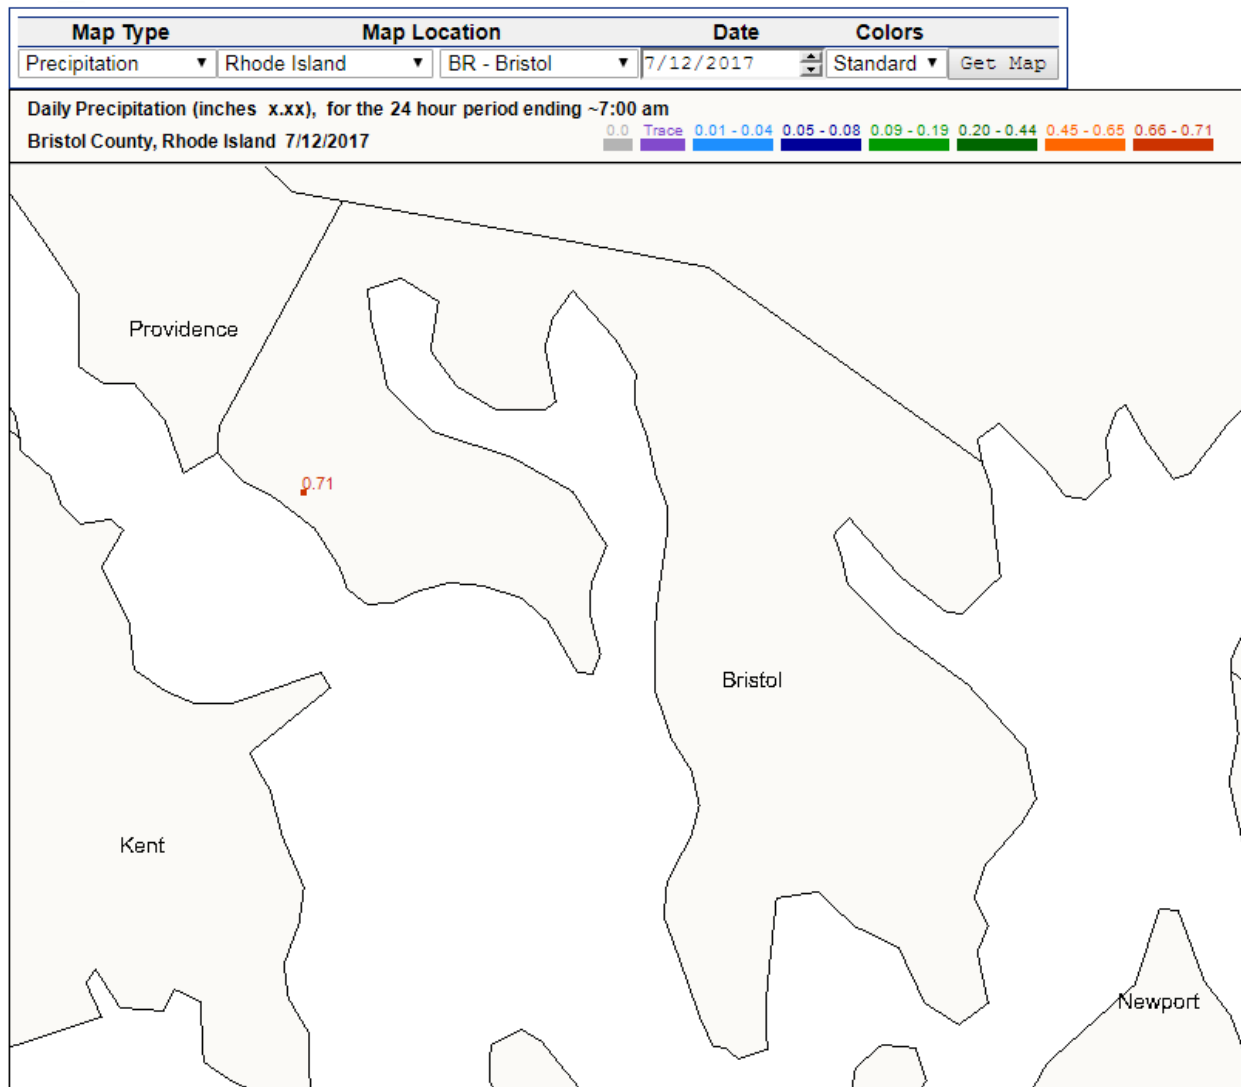 Map Type Map Location Date Colors
Precipitation ▼ Rhode Island ▼ BR - Bristol ▼ 7/12/2017 Standard ▼ Get Map
Daily Precipitation (inches x.xx), for the 24 hour period ending ~7:00 am
Bristol County, Rhode Island 7/12/2017
0.0 Trace 0.01 - 0.04 0.05 - 0.08 0.09 - 0.19 0.20 - 0.44 0.45 - 0.65 0.66 - 0.71
Providence
0.71
Bristol
Kent
Newport